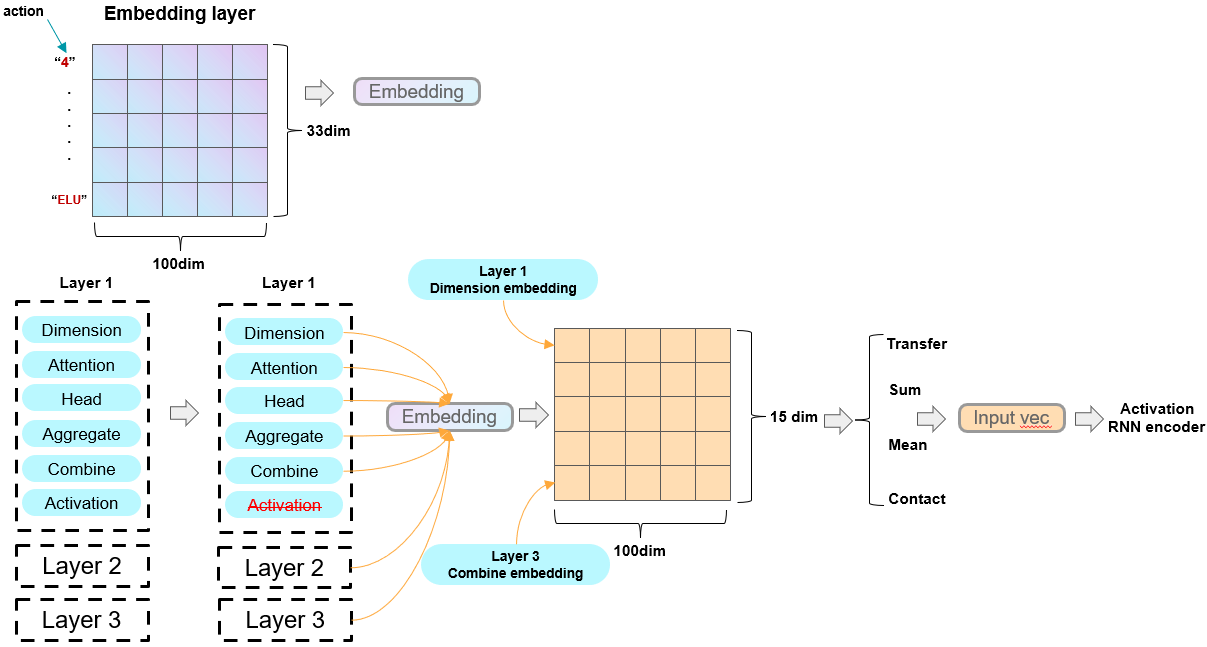 action
Embedding layer
“4”
.
.
.
.
.
“ELU”
Embedding
33dim
100dim
Layer 1
Dimension
Attention
Head
Aggregate
Combine
Activation
Layer 2
Layer 3
Layer 1
Dimension
Attention
Head
Aggregate
Combine
Activation
Layer 2
Layer 3
Embedding
Layer 1
Dimension embedding
15 dim
100dim
Layer 3
Combine embedding
Transfer
Sum
Mean
Contact
Input vec
Activation
RNN encoder